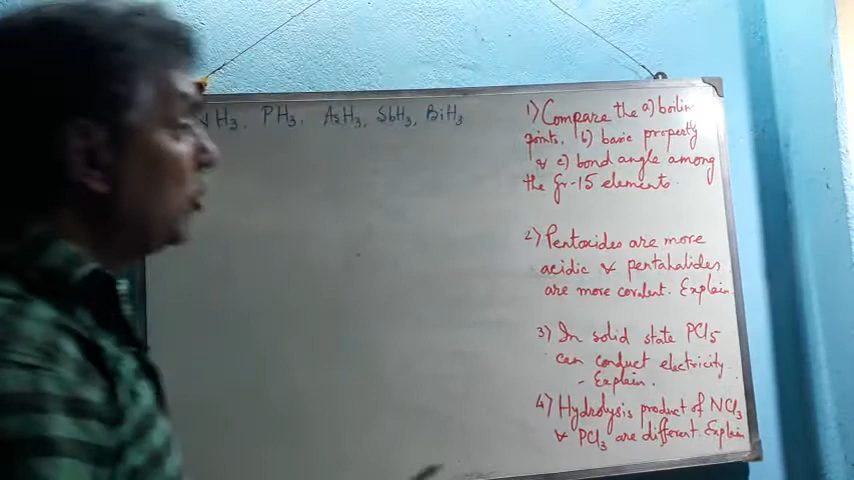 NH3. PH3. A2H3. SbH3. BiH3
1) Compare the a) boilin
points, b) basic property
& c) bond angle among
the Gr-15 elements.
2) Pentoxides are more
acidic & pentahalides
are more covalent. Explain
3) In solid state PCl5
can conduct electricity
- Explain.
4) Hydrolysis product of NCl3
& PCl3 are different. Explain